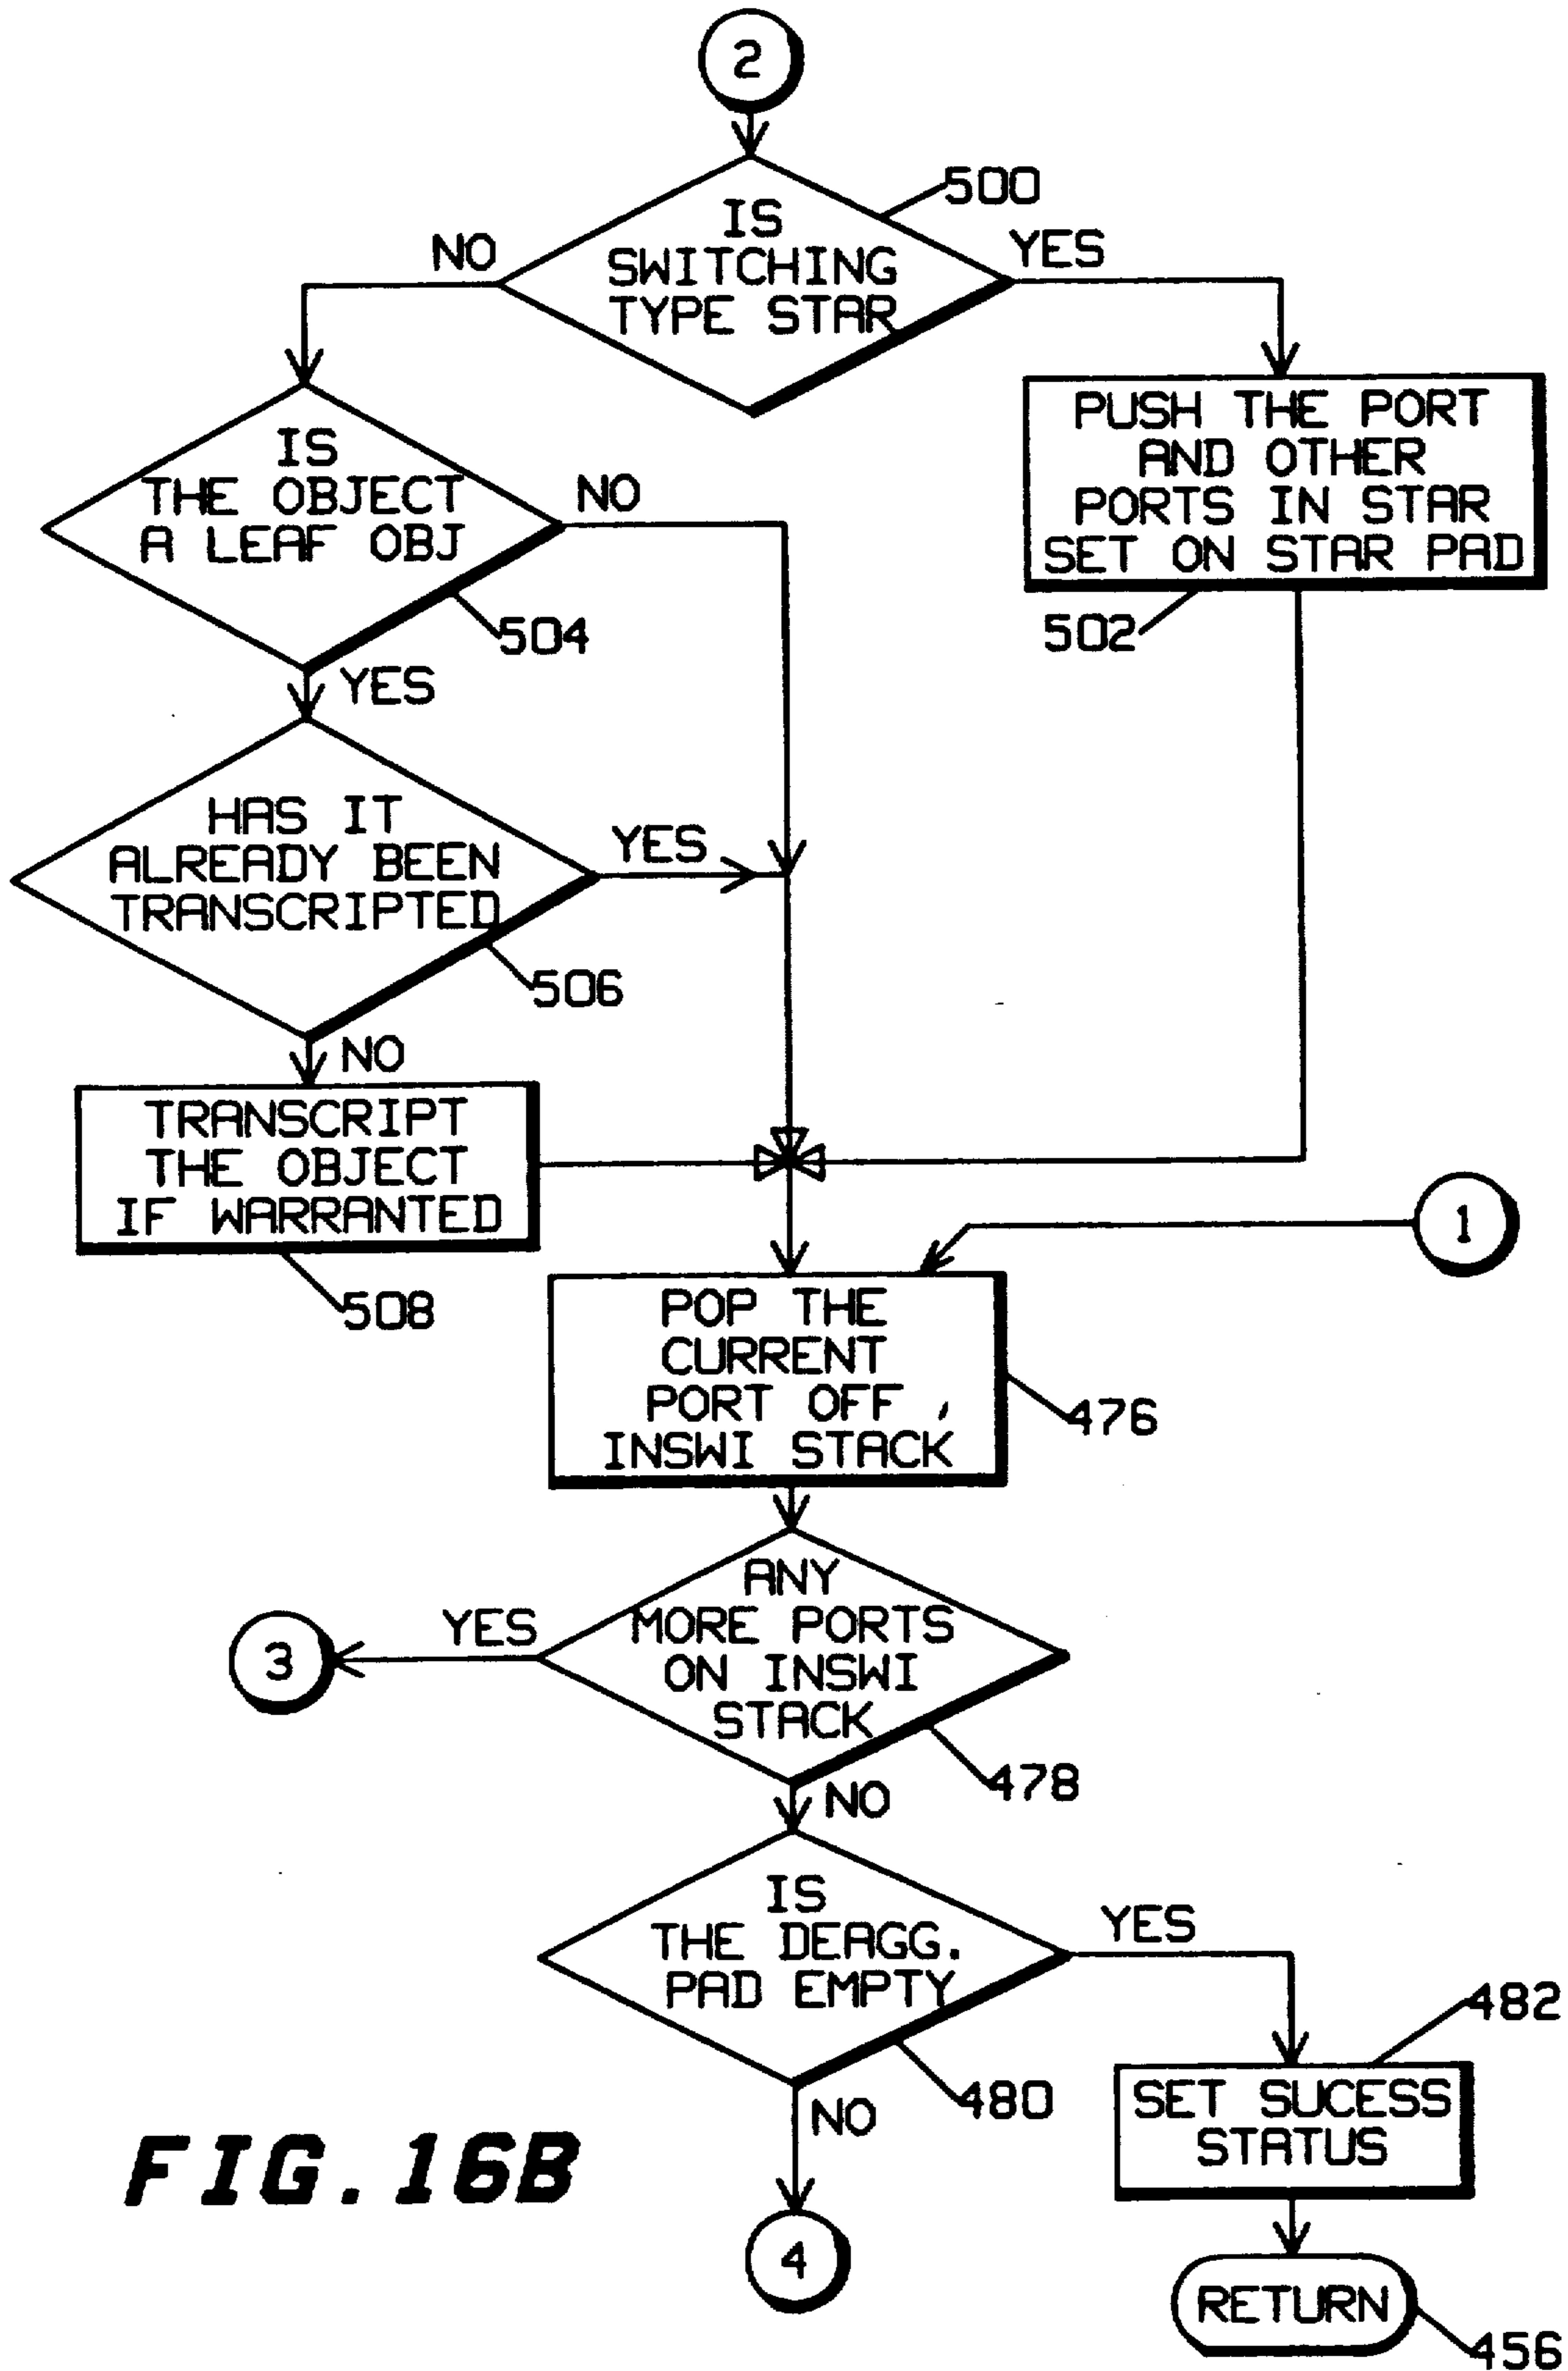 2
500
IS
SWITCHING
TYPE STAR
NO
YES
PUSH THE PORT
AND OTHER
PORTS IN STAR
SET ON STAR PAD
502
IS
THE OBJECT
A LEAF OBJ
NO
504
YES
HAS IT
ALREADY BEEN
TRANSCRIPTED
YES
506
NO
TRANSCRIPT
THE OBJECT
IF WARRANTED
508
1
POP THE
CURRENT
PORT OFF
INSWI STACK
476
ANY
MORE PORTS
ON INSWI
STACK
YES
3
478
NO
IS
THE DEAGG.
PAD EMPTY
YES
480
NO
482
SET SUCESS
STATUS
4
RETURN
456
FIG. 16B